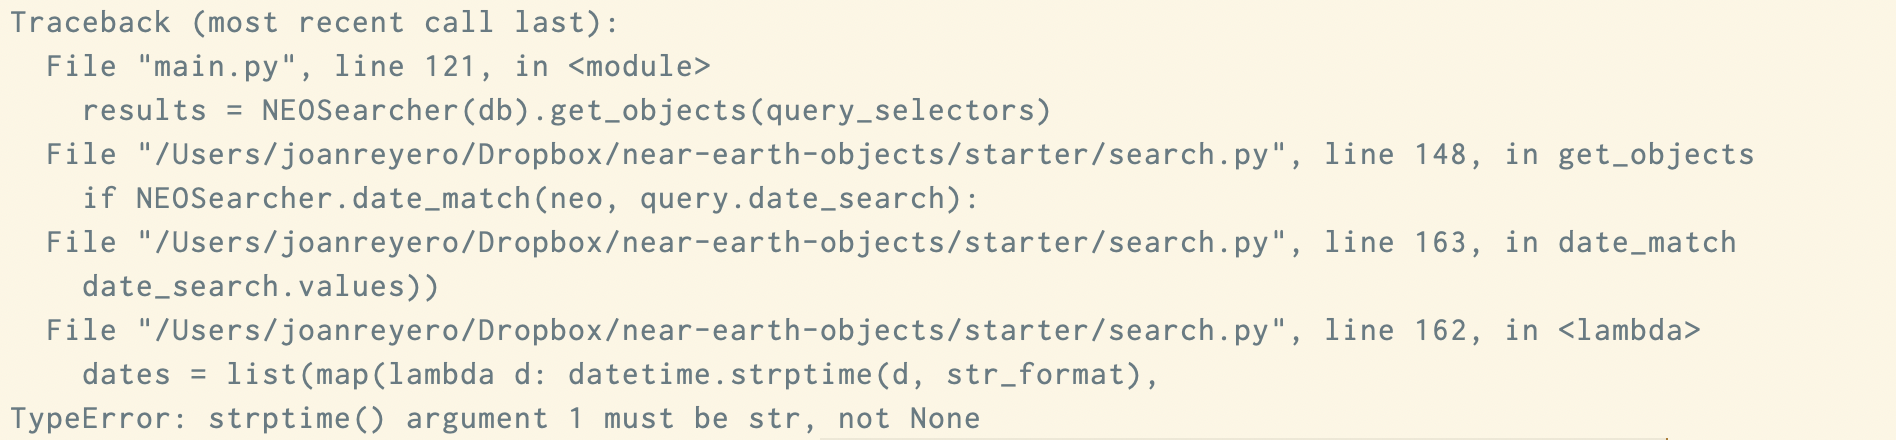 Traceback (most recent call last):
  File "main.py", line 121, in <module>
    results = NEOSearcher(db).get_objects(query_selectors)
  File "/Users/joanreyero/Dropbox/near-earth-objects/starter/search.py", line 148, in get_objects
    if NEOSearcher.date_match(neo, query.date_search):
  File "/Users/joanreyero/Dropbox/near-earth-objects/starter/search.py", line 163, in date_match
    date_search.values))
  File "/Users/joanreyero/Dropbox/near-earth-objects/starter/search.py", line 162, in <lambda>
    dates = list(map(lambda d: datetime.strptime(d, str_format),
TypeError: strptime() argument 1 must be str, not None